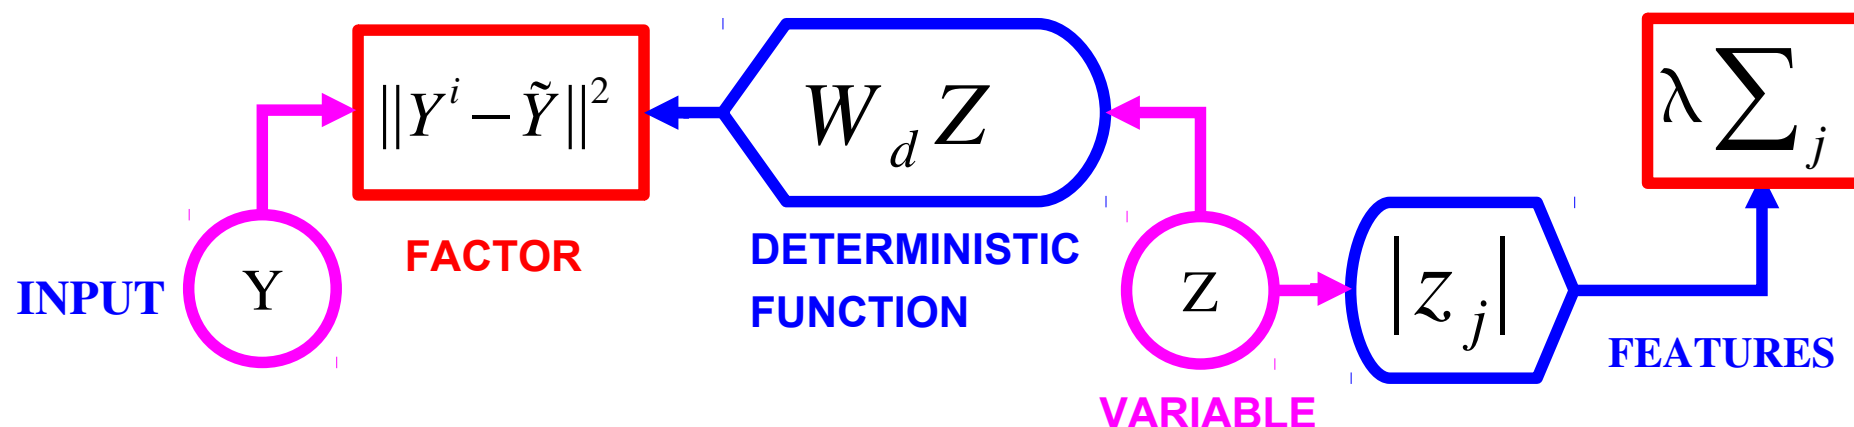 ‖Y^i − Ỹ‖^2
W_d Z
λ ∑_j
INPUT
Y
FACTOR
DETERMINISTIC
FUNCTION
Z
|z_j|
FEATURES
VARIABLE